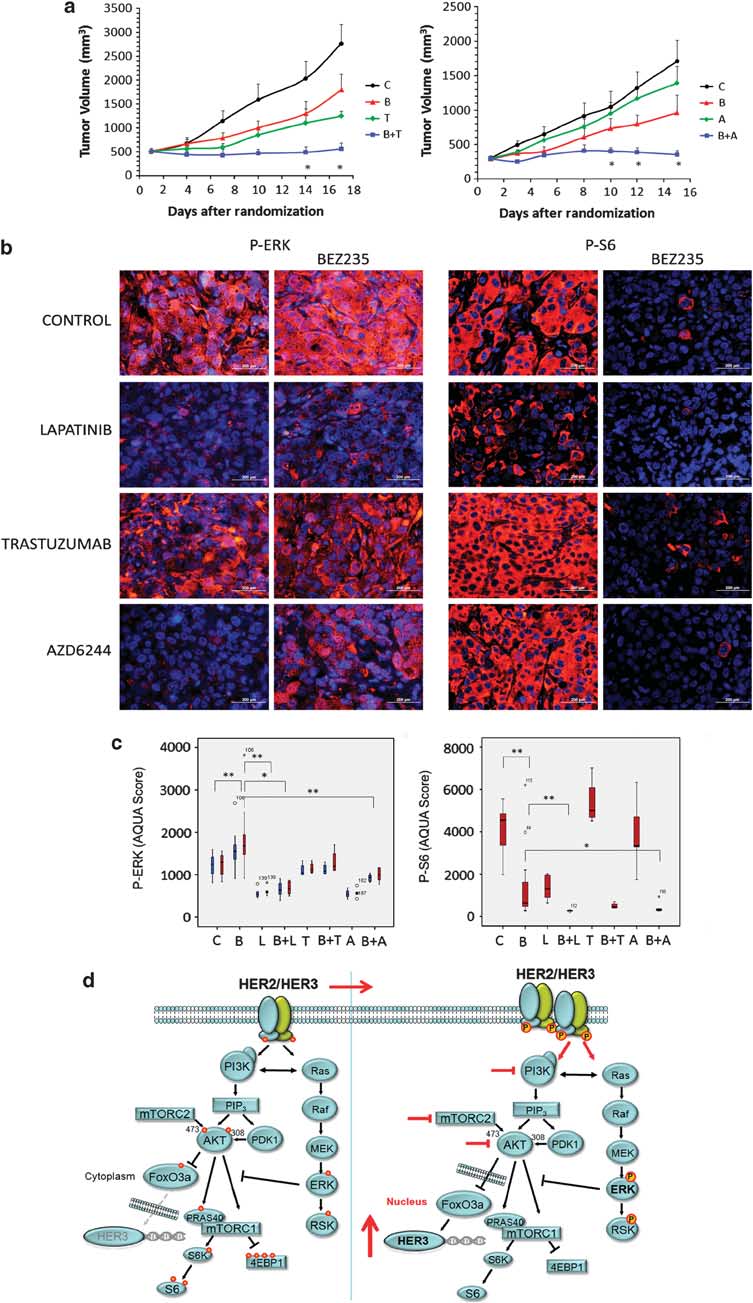 a
Tumor Volume (mm3)
3500
3000
2500
2000
1500
1000
500
0
0 2 4 6 8 10 12 14 16 18
Days after randomization
C
B
T
B+T
* *
Tumor Volume (mm3)
2500
2000
1500
1000
500
0
0 2 4 6 8 10 12 14 16
Days after randomization
C
B
A
B+A
* * *
b
P-ERK
BEZ235
P-S6
BEZ235
CONTROL
LAPATINIB
TRASTUZUMAB
AZD6244
c
P-ERK (AQUA Score)
4000
3000
2000
1000
0
** ** * **
C B L B+L T B+T A B+A
P-S6 (AQUA Score)
8000
6000
4000
2000
0
** ** *
C B L B+L T B+T A B+A
d
HER2/HER3
PI3K
Ras
PIP3
Raf
mTORC2
473
AKT
308
PDK1
MEK
Cytoplasm
FoxO3a
ERK
PRAS40
mTORC1
RSK
HER3
S6K
4EBP1
S6
HER2/HER3
P P P P
PI3K
Ras
PIP3
Raf
mTORC2
473
AKT
308
PDK1
MEK
P
Nucleus
FoxO3a
ERK
P
PRAS40
mTORC1
RSK
HER3
S6K
4EBP1
S6